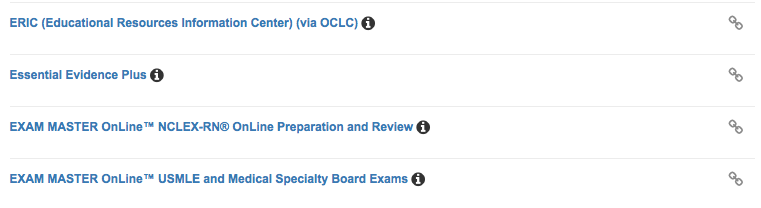 ERIC (Educational Resources Information Center) (via OCLC)
Essential Evidence Plus
EXAM MASTER OnLine™ NCLEX-RN® OnLine Preparation and Review
EXAM MASTER OnLine™ USMLE and Medical Specialty Board Exams